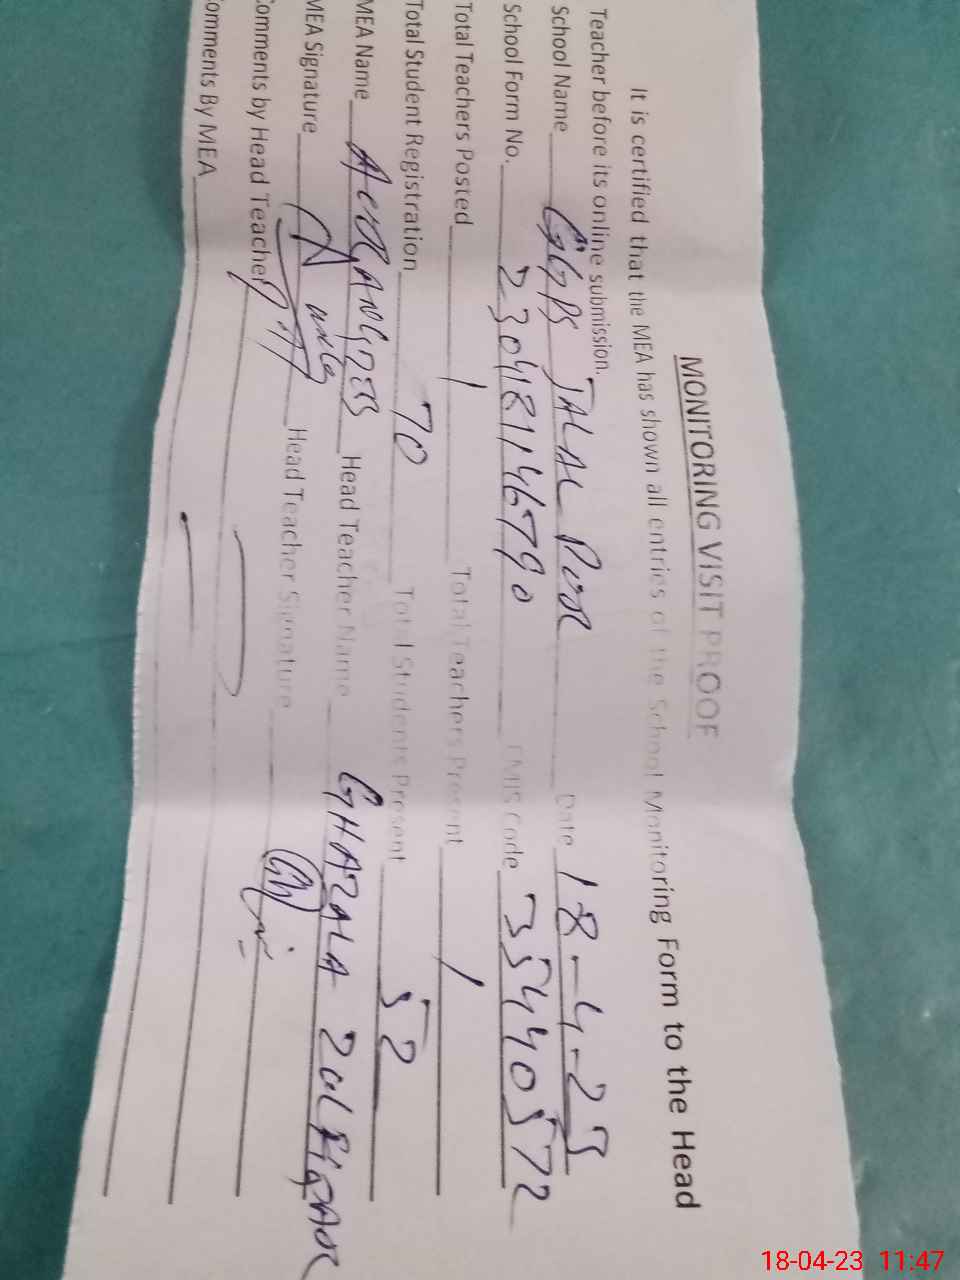 MONITORING VISIT PROOF
It is certified that the MEA has shown all entries of the School Monitoring Form to the Head
Teacher before its online submission.
School Name GGPS JALAL PUR Date 18-4-23
School Form No. 2304181146790 EMIS Code 35440572
Total Teachers Posted 1 Total Teachers Present 1
Total Student Registration 70 Total Students Present 52
MEA Name AURANGZEB Head Teacher Name GHAZALA ZULFIQAR
MEA Signature Head Teacher Signature
Comments by Head Teacher
omments By MEA
18-04-23 11:47